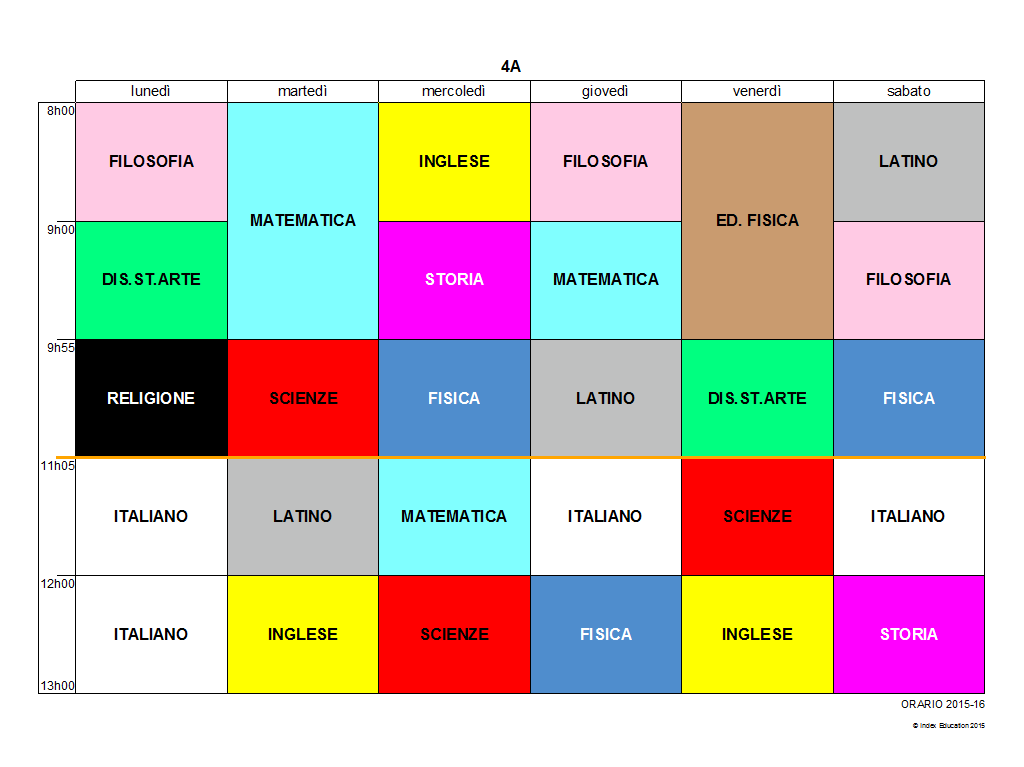 4A
lunedì martedì mercoledì giovedì venerdì sabato
8h00
FILOSOFIA INGLESE FILOSOFIA LATINO
MATEMATICA ED. FISICA
9h00
DIS.ST.ARTE STORIA MATEMATICA FILOSOFIA
9h55
RELIGIONE SCIENZE FISICA LATINO DIS.ST.ARTE FISICA
11h05
ITALIANO LATINO MATEMATICA ITALIANO SCIENZE ITALIANO
12h00
ITALIANO INGLESE SCIENZE FISICA INGLESE STORIA
13h00
ORARIO 2015-16
© Index Education 2015